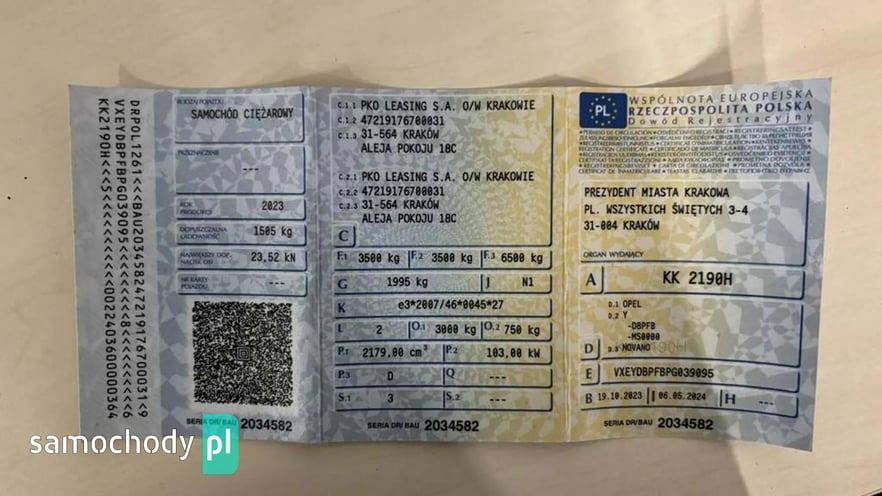 DRPOL1261<<BAU20345824721917670003l<9
VXEYDBPFBPG039095<<<<<<<<8<<<<<<<<6
KK2190H<<<5<<<<<<<<<<0022403600000364
RODZAJ POJAZDU
SAMOCHÓD CIĘŻAROWY
PRZEZNACZENIE
---
ROK PRODUKCJI
2023
DOPUSZCZALNA ŁADOWNOŚĆ
1505 kg
NAJWIĘKSZY DOP. NACISK OSI
23,52 kN
NR KARTY POJAZDU
---
SERIA DR/BAU 2034582
C.1.1 PKO LEASING S.A. O/W KRAKOWIE
C.1.2 47219176700031
C.1.3 31-564 KRAKÓW
ALEJA POKOJU 18C
C.2.1 PKO LEASING S.A. O/W KRAKOWIE
C.2.2 47219176700031
C.2.3 31-564 KRAKÓW
ALEJA POKOJU 18C
C
F.1 3500 kg F.2 3500 kg F.3 6500 kg
G 1995 kg J N1
K e3*2007/46*0045*27
L 2 O.1 3000 kg O.2 750 kg
P.1 2179,00 cm³ P.2 103,00 kW
P.3 D Q ---
S.1 3 S.2 ---
SERIA DR/BAU 2034582
PL
WSPÓLNOTA EUROPEJSKA
RZECZPOSPOLITA POLSKA
Dowód Rejestracyjny
PREZYDENT MIASTA KRAKOWA
PL. WSZYSTKICH ŚWIĘTYCH 3-4
31-004 KRAKÓW
ORGAN WYDAJĄCY
A KK 2190H
D.1 OPEL
D.2 Y
-DBPFB
-MS0000
D D.3 MOVANO
E VXEYDBPFBPG039095
B 19.10.2023 I 06.05.2024 H ---
SERIA DR/BAU 2034582
samochody pl